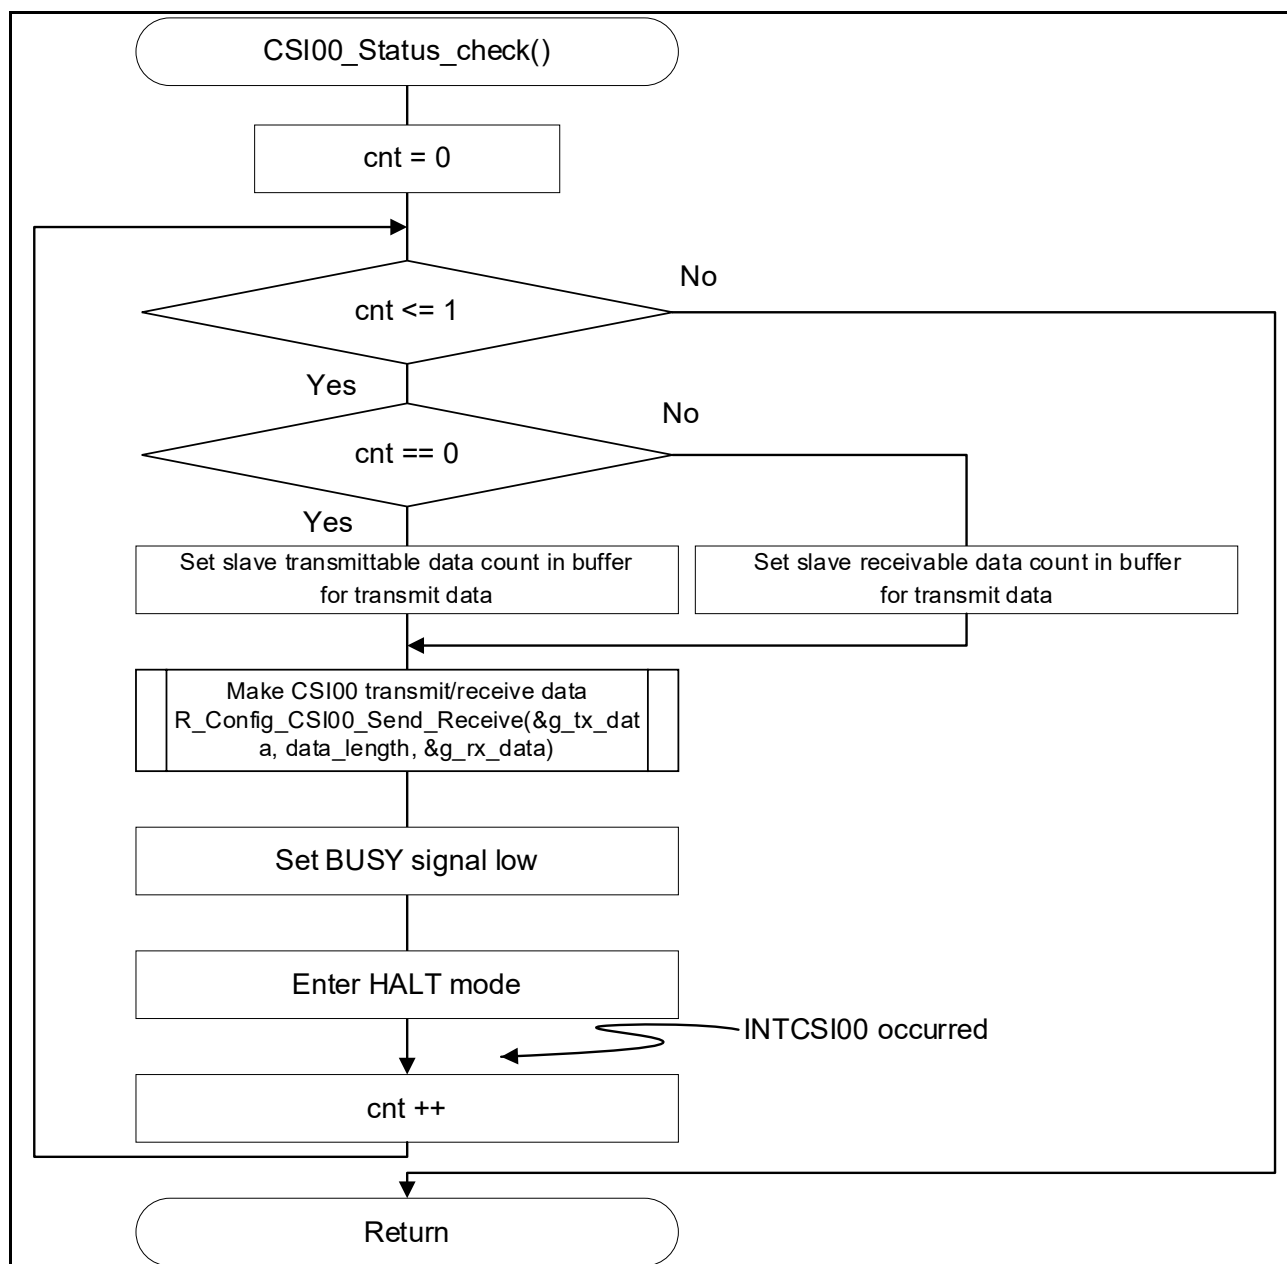 CSI00_Status_check()
cnt = 0
cnt <= 1
No
Yes
cnt == 0
No
Yes
Set slave transmittable data count in buffer
for transmit data
Set slave receivable data count in buffer
for transmit data
Make CSI00 transmit/receive data
R_Config_CSI00_Send_Receive(&g_tx_dat
a, data_length, &g_rx_data)
Set BUSY signal low
Enter HALT mode
INTCSI00 occurred
cnt ++
Return